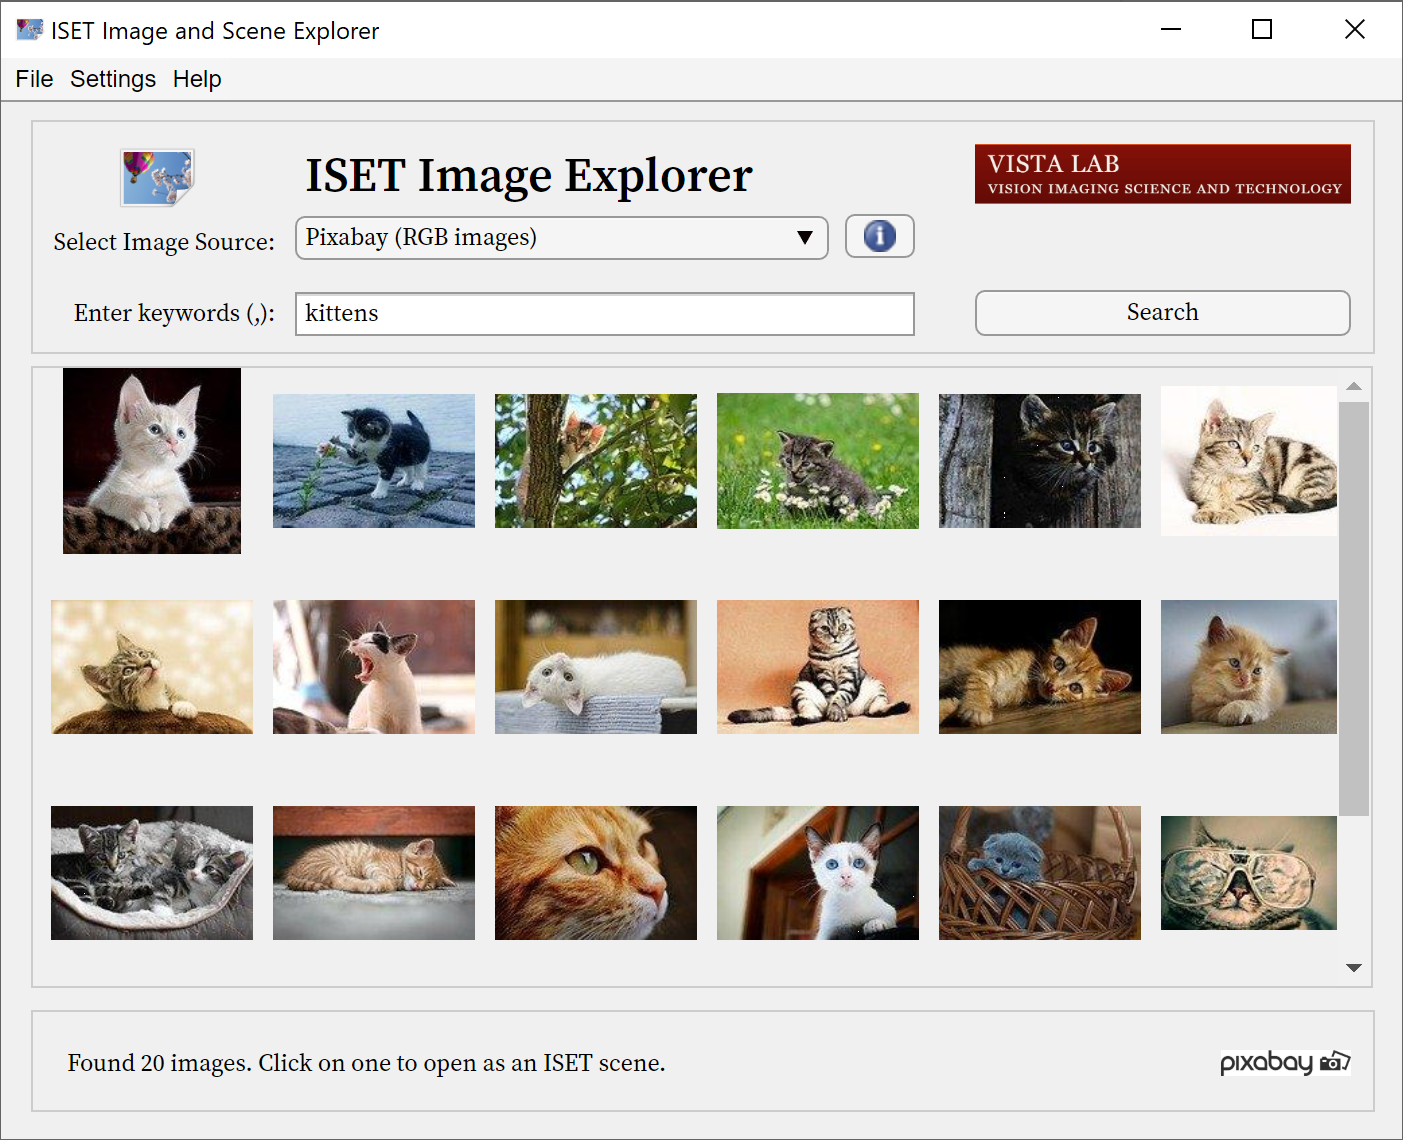 ISET Image and Scene Explorer
File Settings Help
ISET Image Explorer
VISTA LAB
VISION IMAGING SCIENCE AND TECHNOLOGY
Select Image Source: Pixabay (RGB images)
Enter keywords (,): kittens Search
Found 20 images. Click on one to open as an ISET scene.
pixabay